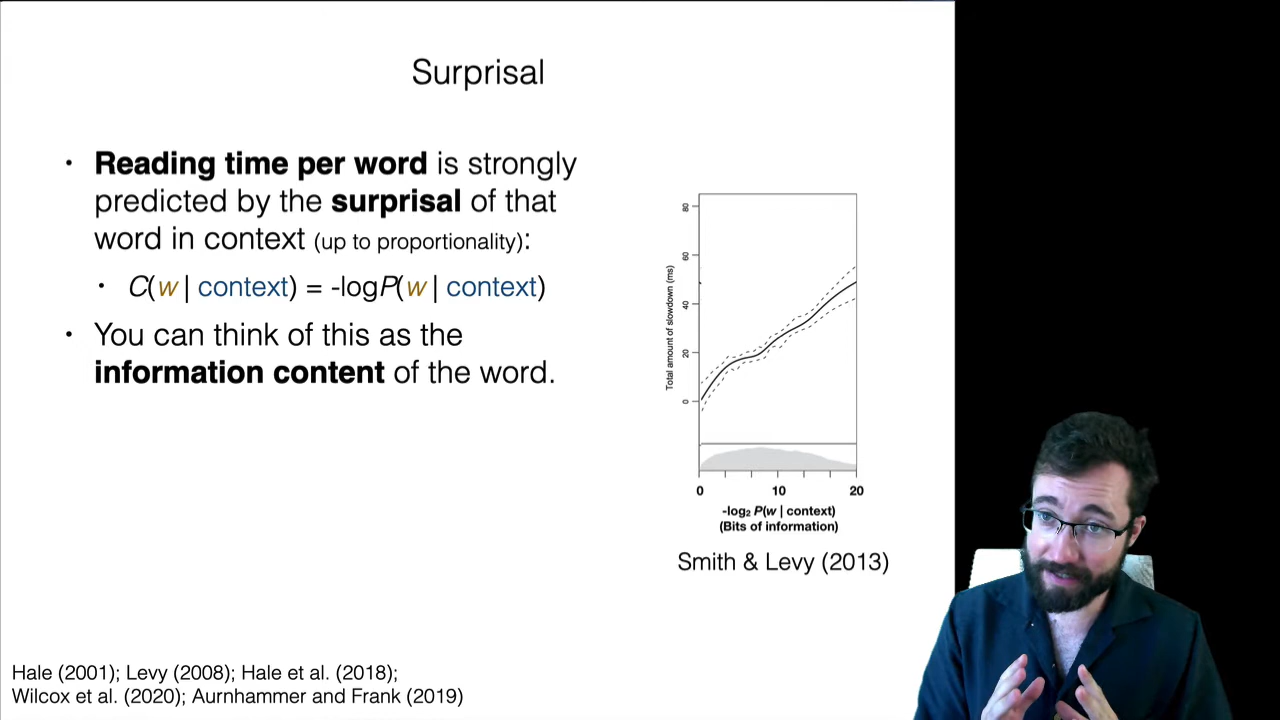 Surprisal
• Reading time per word is strongly
predicted by the surprisal of that
word in context (up to proportionality):
• C(w | context) = -logP(w | context)
• You can think of this as the
information content of the word.
Total amount of slowdown (ms)
80
60
40
20
0
0 10 20
-log₂ P(w | context)
(Bits of information)
Smith & Levy (2013)
Hale (2001); Levy (2008); Hale et al. (2018);
Wilcox et al. (2020); Aurnhammer and Frank (2019)